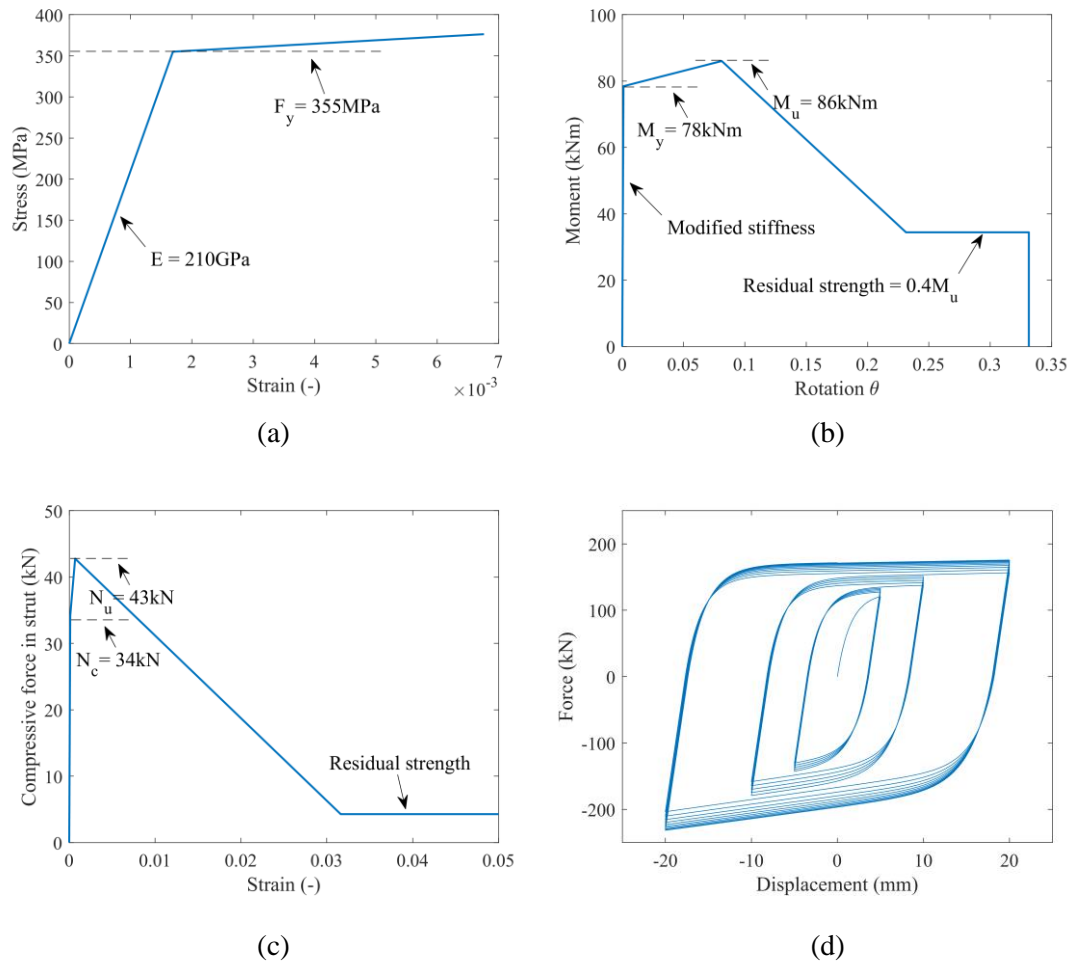 400
350
300
250
200
150
100
50
0
Stress (MPa)
F_y = 355MPa
E = 210GPa
0 1 2 3 4 5 6 7
×10^-3
Strain (-)
(a)
100
80
60
40
20
0
Moment (kNm)
M_u = 86kNm
M_y = 78kNm
Modified stiffness
Residual strength = 0.4M_u
0 0.05 0.1 0.15 0.2 0.25 0.3 0.35
Rotation θ
(b)
50
40
30
20
10
0
Compressive force in strut (kN)
N_u = 43kN
N_c = 34kN
Residual strength
0 0.01 0.02 0.03 0.04 0.05
Strain (-)
(c)
200
100
0
-100
-200
Force (kN)
-20 -10 0 10 20
Displacement (mm)
(d)